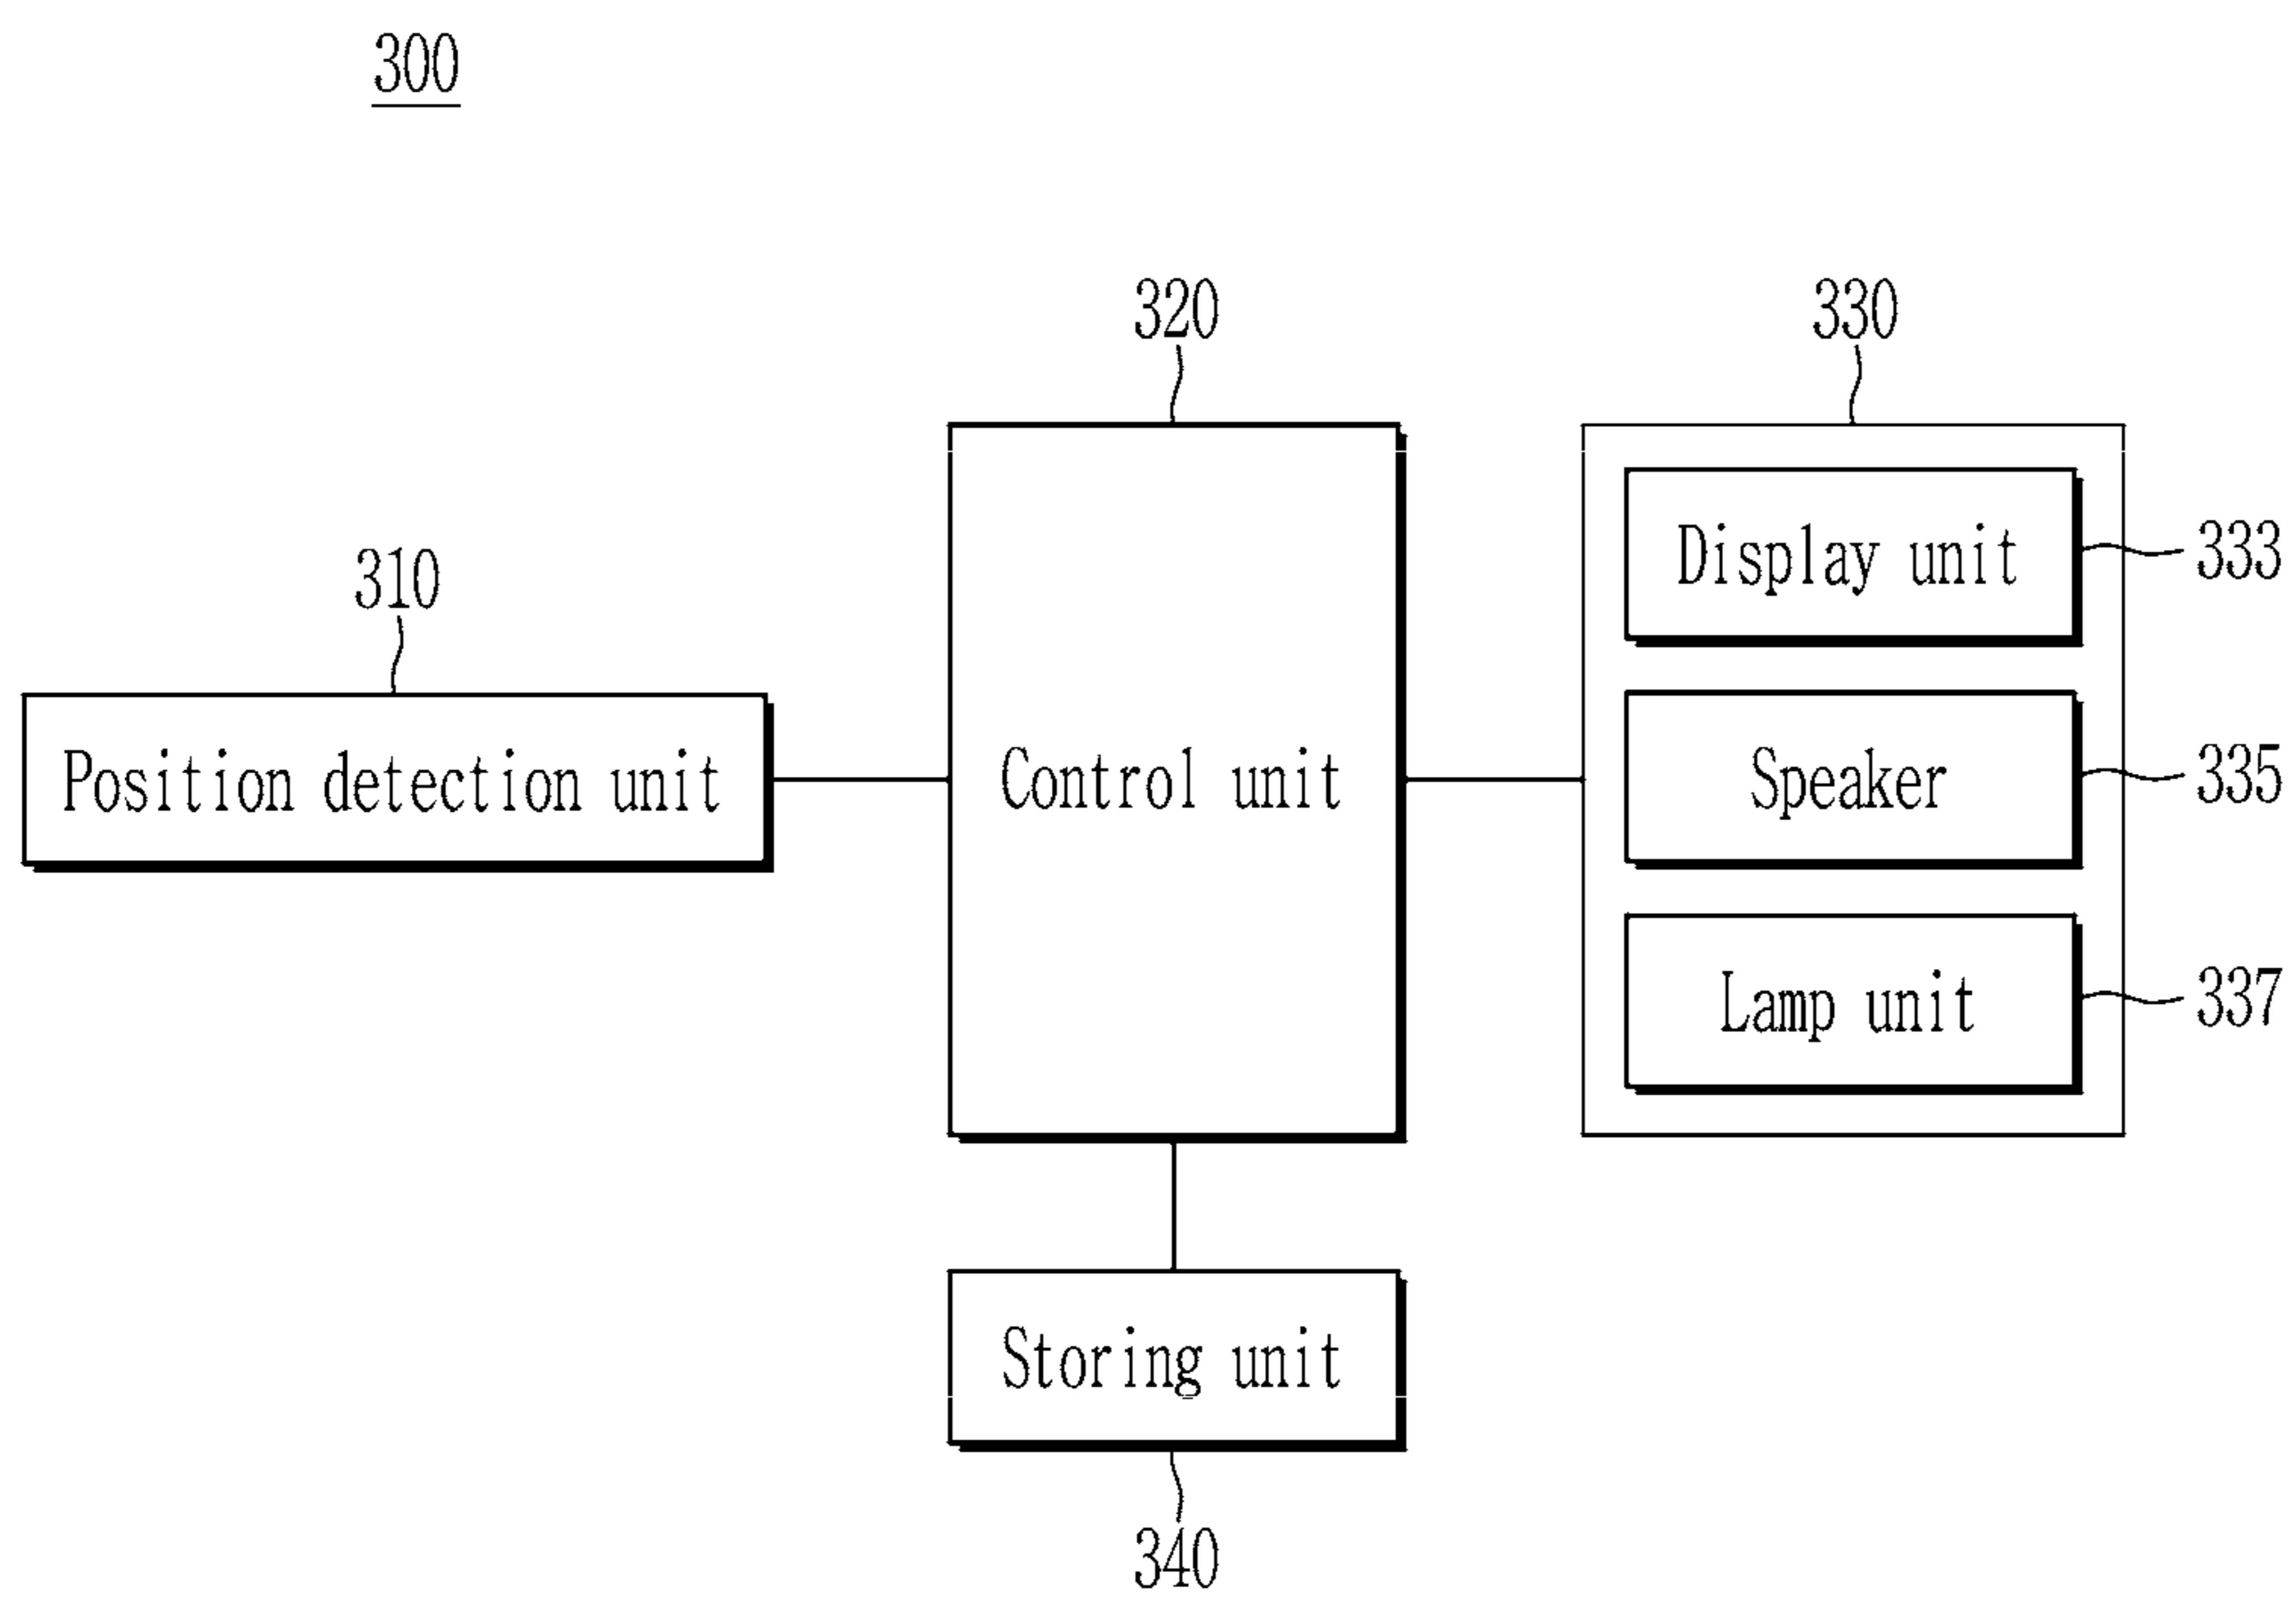 300
320
330
310
Display unit
333
Position detection unit
Control unit
Speaker
335
Lamp unit
337
Storing unit
340